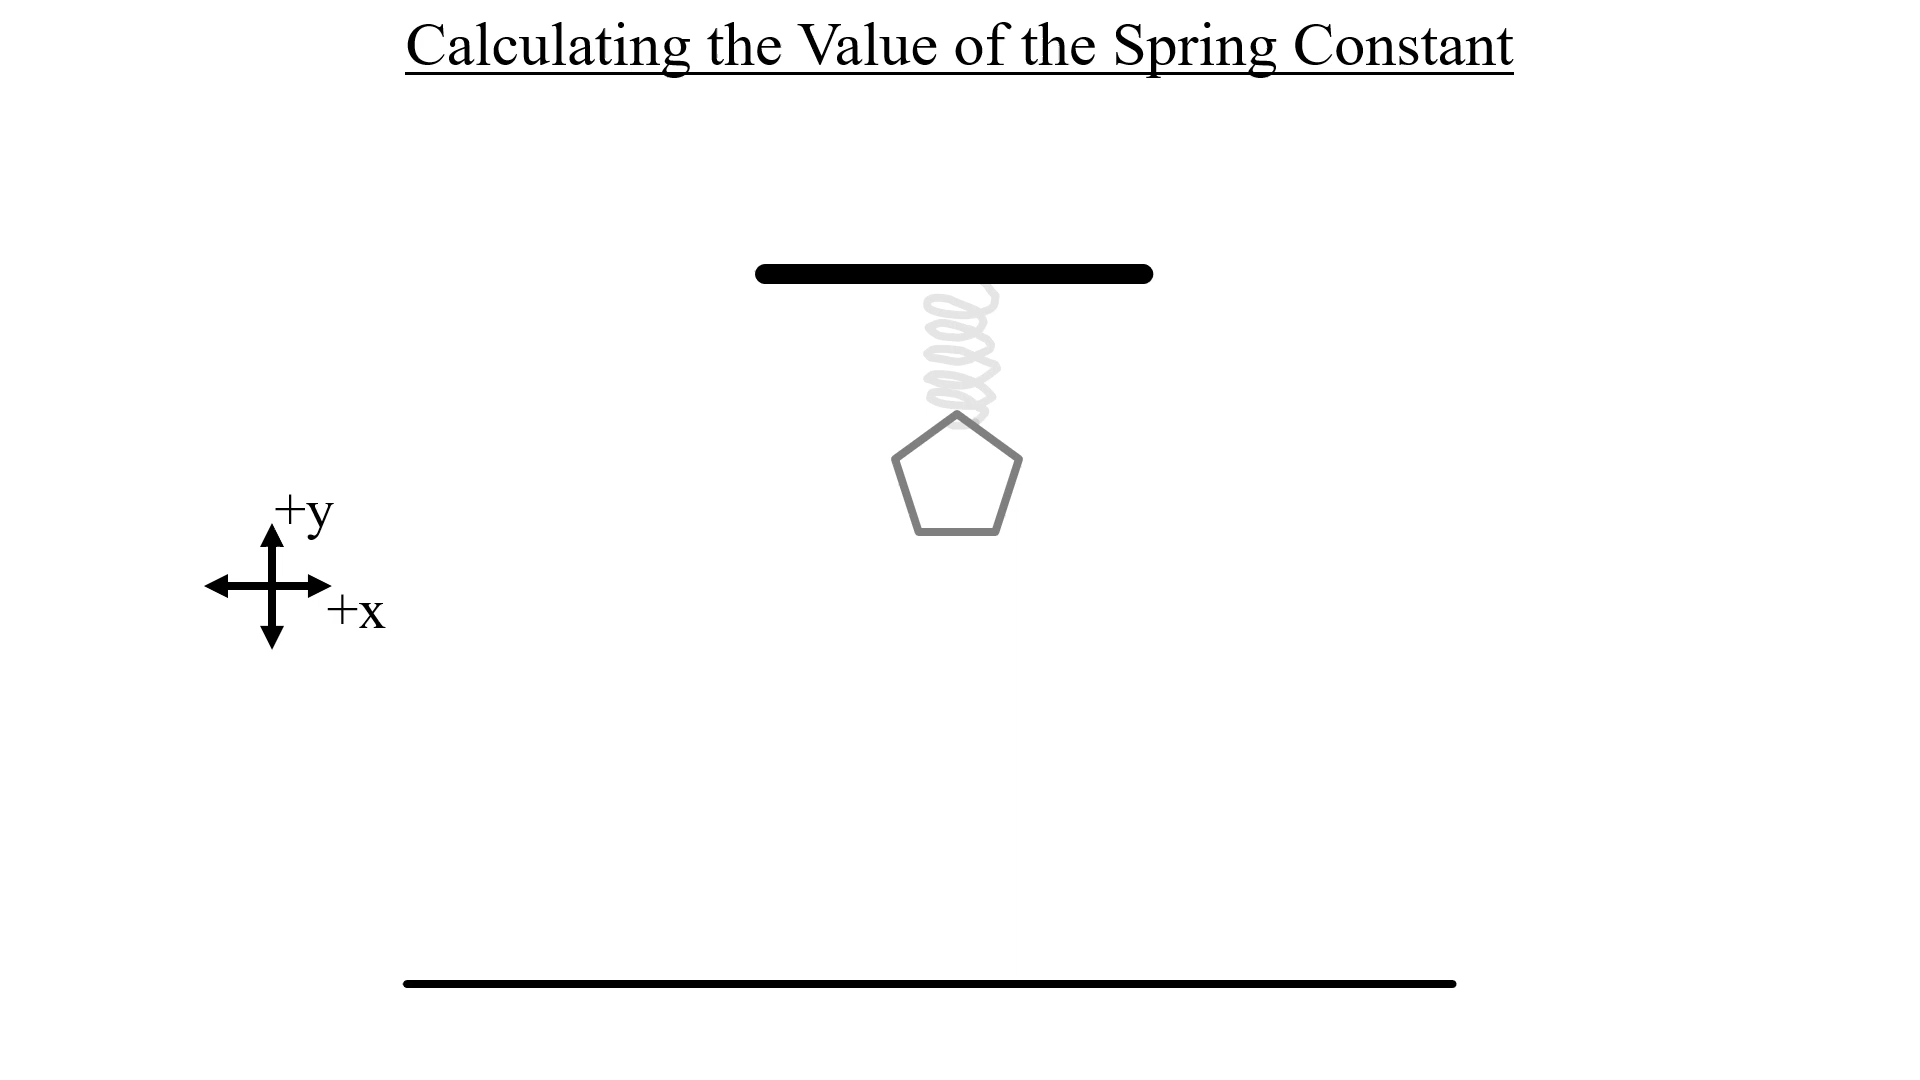 Calculating the Value of the Spring Constant
+y
+x